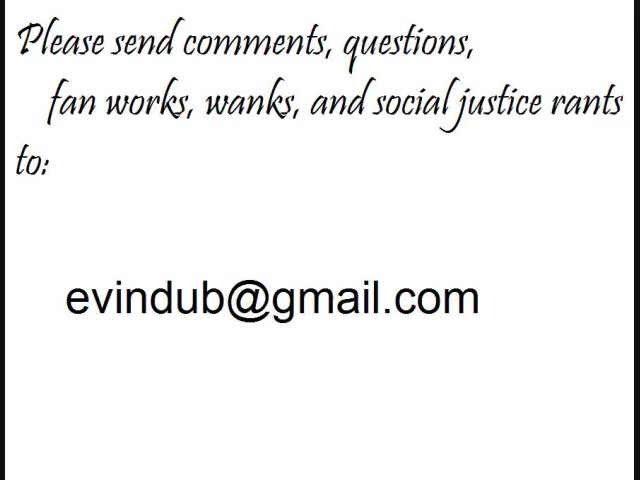 Please send comments, questions,
fan works, wanks, and social justice rants
to:
evindub@gmail.com